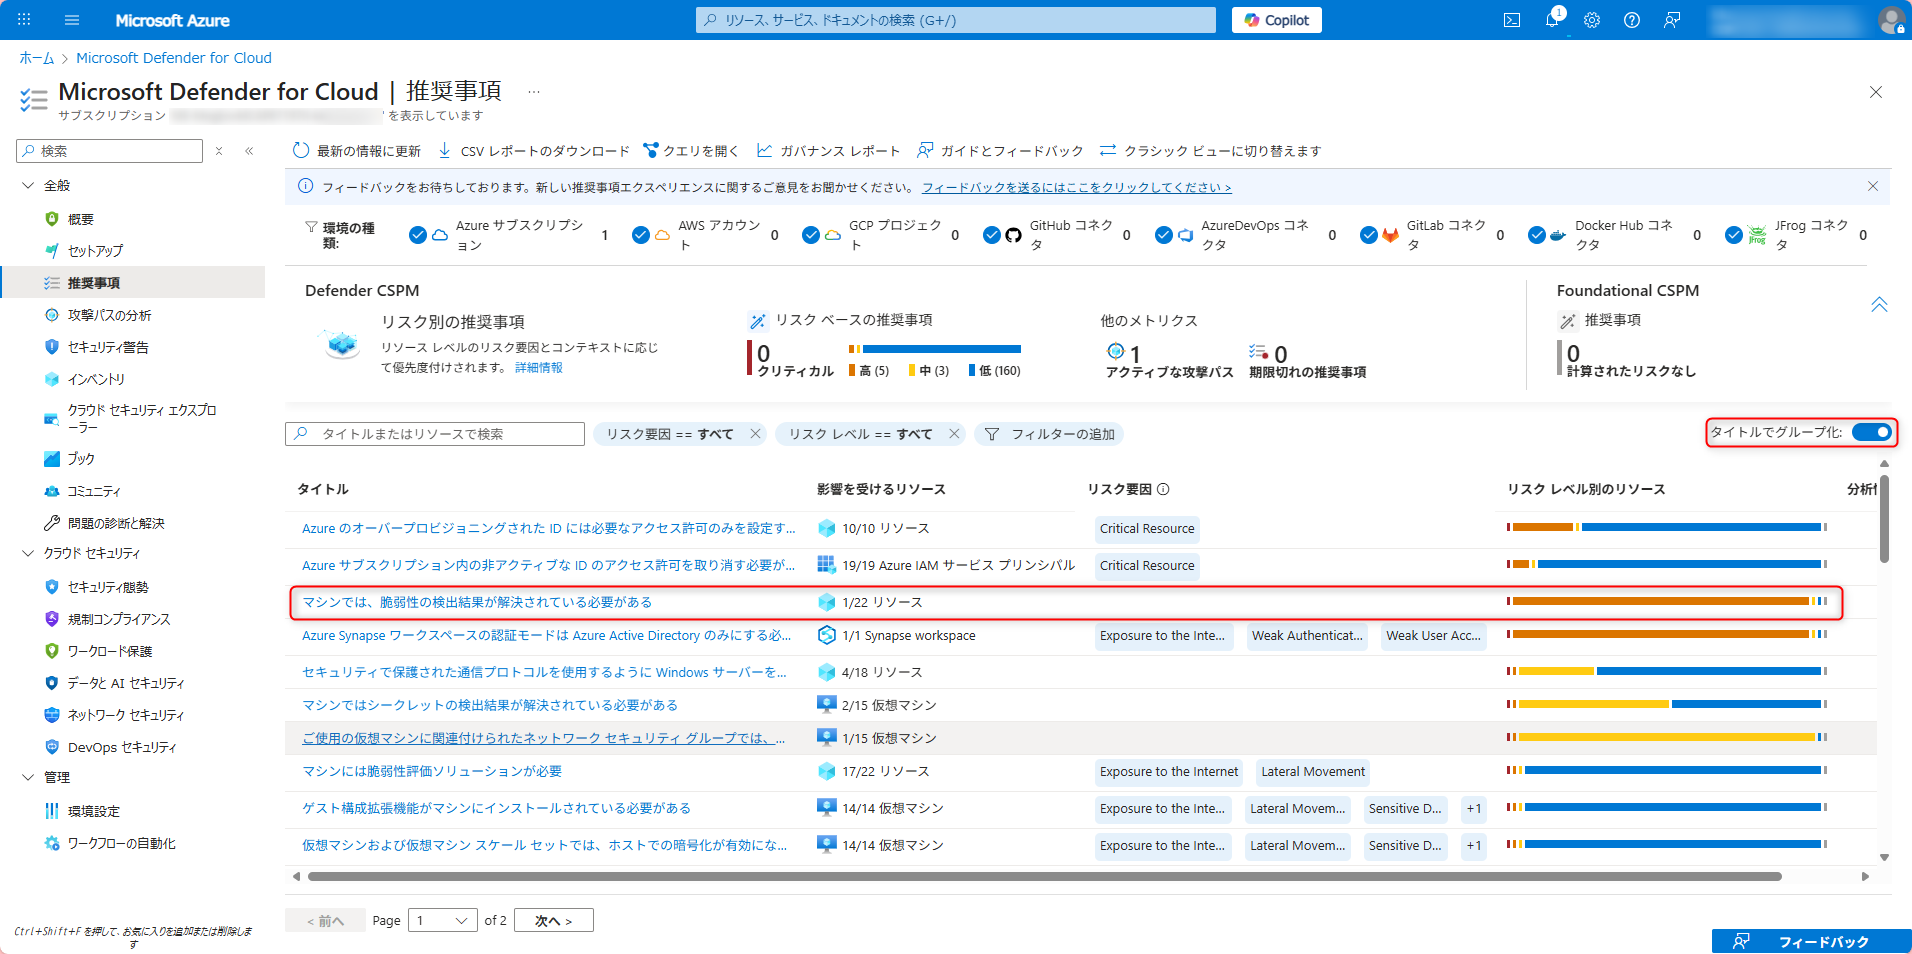 Microsoft Azure
リソース、サービス、ドキュメントの検索 (G+/)
Copilot
1
ホーム > Microsoft Defender for Cloud
Microsoft Defender for Cloud | 推奨事項 ...
サブスクリプション ' を表示しています
検索
最新の情報に更新 CSV レポートのダウンロード クエリを開く ガバナンス レポート ガイドとフィードバック クラシック ビューに切り替えます
フィードバックをお待ちしております。新しい推奨事項エクスペリエンスに関するご意見をお聞かせください。 フィードバックを送るにはここをクリックしてください >
全般
概要
セットアップ
推奨事項
攻撃パスの分析
セキュリティ警告
インベントリ
クラウド セキュリティ エクスプロ
ーラー
ブック
コミュニティ
問題の診断と解決
クラウド セキュリティ
セキュリティ態勢
規制コンプライアンス
ワークロード保護
データと AI セキュリティ
ネットワーク セキュリティ
DevOps セキュリティ
管理
環境設定
ワークフローの自動化
Ctrl+Shift+F を押して、お気に入りを追加または削除しま
す
環境の種
類:
Azure サブスクリプシ
ョン
1
AWS アカウン
ト
0
GCP プロジェク
ト
0
GitHub コネク
タ
0
AzureDevOps コネ
クタ
0
GitLab コネク
タ
0
Docker Hub コネ
クタ
0
JFrog
JFrog コネク
タ
0
Defender CSPM
リスク別の推奨事項
リソース レベルのリスク要因とコンテキストに応じ
て優先度付けされます。 詳細情報
リスク ベースの推奨事項
0
クリティカル
高 (5) 中 (3) 低 (160)
他のメトリクス
1
アクティブな攻撃パス
0
期限切れの推奨事項
Foundational CSPM
推奨事項
0
計算されたリスクなし
タイトルまたはリソースで検索
リスク要因 == すべて
リスク レベル == すべて
フィルターの追加
タイトルでグループ化:
タイトル 影響を受けるリソース リスク要因 リスク レベル別のリソース 分析
Azure のオーバープロビジョニングされた ID には必要なアクセス許可のみを設定す... 10/10 リソース Critical Resource
Azure サブスクリプション内の非アクティブな ID のアクセス許可を取り消す必要が... 19/19 Azure IAM サービス プリンシパル Critical Resource
マシンでは、脆弱性の検出結果が解決されている必要がある 1/22 リソース
Azure Synapse ワークスペースの認証モードは Azure Active Directory のみにする必... 1/1 Synapse workspace Exposure to the Inte... Weak Authenticat... Weak User Acc...
セキュリティで保護された通信プロトコルを使用するように Windows サーバーを... 4/18 リソース
マシンではシークレットの検出結果が解決されている必要がある 2/15 仮想マシン
ご使用の仮想マシンに関連付けられたネットワーク セキュリティ グループでは、... 1/15 仮想マシン
マシンには脆弱性評価ソリューションが必要 17/22 リソース Exposure to the Internet Lateral Movement
ゲスト構成拡張機能がマシンにインストールされている必要がある 14/14 仮想マシン Exposure to the Inte... Lateral Movem... Sensitive D... +1
仮想マシンおよび仮想マシン スケール セットでは、ホストでの暗号化が有効にな... 14/14 仮想マシン Exposure to the Inte... Lateral Movem... Sensitive D... +1
< 前へ Page 1 of 2 次へ >
フィードバック